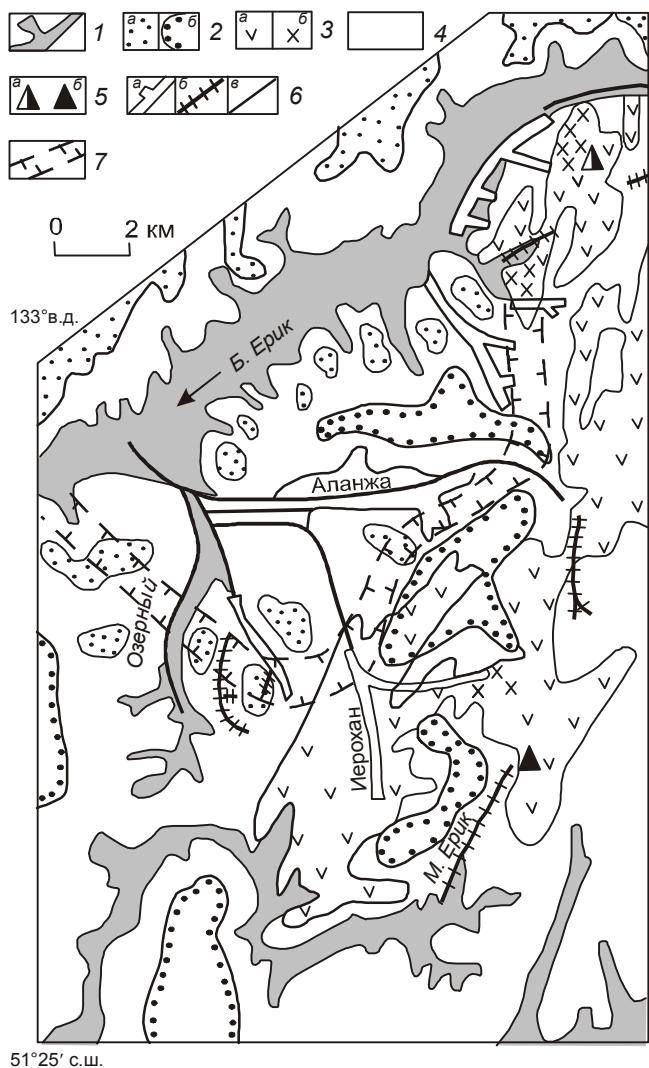 а б 1
а б 2
а б 3
4
а б 5
а б в 6
7
0 2 км
133°в.д.
Б. Ерик
Аланжа
Озерный
Иерохан
М. Ерик
51°25′ с.ш.